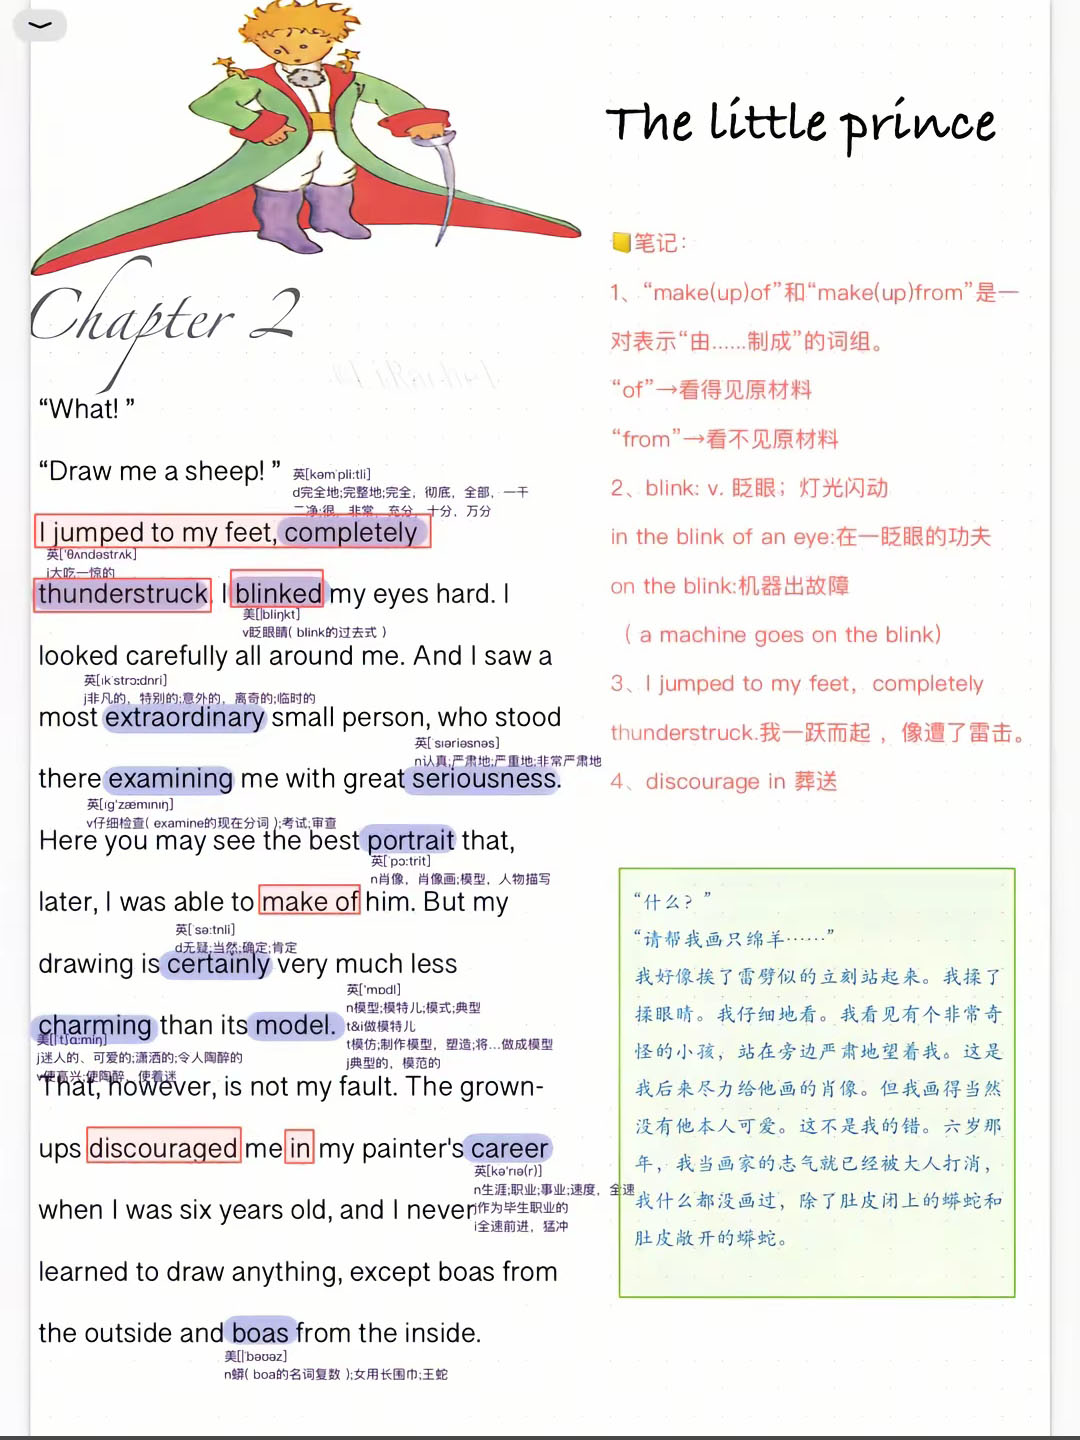 The little prince
Chapter 2
“What! ”
“Draw me a sheep! ”
英[kəmˈpliːtli]
d完全地;完整地;完全，彻底，全部，一干
二净;很，非常，充分，十分，万分
I jumped to my feet, completely
英['θʌndəstrʌk]
j大吃一惊的
thunderstruck. I blinked my eyes hard. I
美[|bliŋkt]
v眨眼睛( blink的过去式 )
looked carefully all around me. And I saw a
英[ɪkˈstrɔːdnri]
j非凡的，特别的;意外的，离奇的;临时的
most extraordinary small person, who stood
英[ˈsɪəriəsnəs]
n认真;严肃地;严重地;非常严肃地
there examining me with great seriousness.
英[ɪg'zæmɪnɪŋ]
v仔细检查( examine的现在分词 );考试;审查
Here you may see the best portrait that,
英[ˈpɔːtrit]
n肖像，肖像画;模型，人物描写
later, I was able to make of him. But my
英[ˈsəːtnli]
d无疑;当然;确定;肯定
drawing is certainly very much less
英['mɒdl]
n模型;模特儿;模式;典型
t&i做模特儿
t模仿;制作模型，塑造;将...做成模型
j典型的，模范的
charming than its model.
美[|tʃɑːmiŋ]
j迷人的、可爱的;潇洒的;令人陶醉的
v使高兴;使陶醉，使着迷
That, however, is not my fault. The grown-
ups discouraged me in my painter's career
英[kə'rɪə(r)]
n生涯;职业;事业;速度，全速
j作为毕生职业的
i全速前进，猛冲
when I was six years old, and I never
learned to draw anything, except boas from
the outside and boas from the inside.
美[|ˈbəʊəz]
n蟒( boa的名词复数 );女用长围巾;王蛇
笔记：
1、“make(up)of”和“make(up)from”是一
对表示“由……制成”的词组。
“of”→看得见原材料
“from”→看不见原材料
2、blink: v. 眨眼；灯光闪动
in the blink of an eye:在一眨眼的功夫
on the blink:机器出故障
（ a machine goes on the blink）
3、I jumped to my feet，completely
thunderstruck.我一跃而起 ，像遭了雷击。
4、discourage in 葬送
“什么？”
“请帮我画只绵羊……”
我好像挨了雷劈似的立刻站起来。我揉了
揉眼睛。我仔细地看。我看见有个非常奇
怪的小孩，站在旁边严肃地望着我。这是
我后来尽力给他画的肖像。但我画得当然
没有他本人可爱。这不是我的错。六岁那
年，我当画家的志气就已经被大人打消，
我什么都没画过，除了肚皮闭上的蟒蛇和
肚皮敞开的蟒蛇。